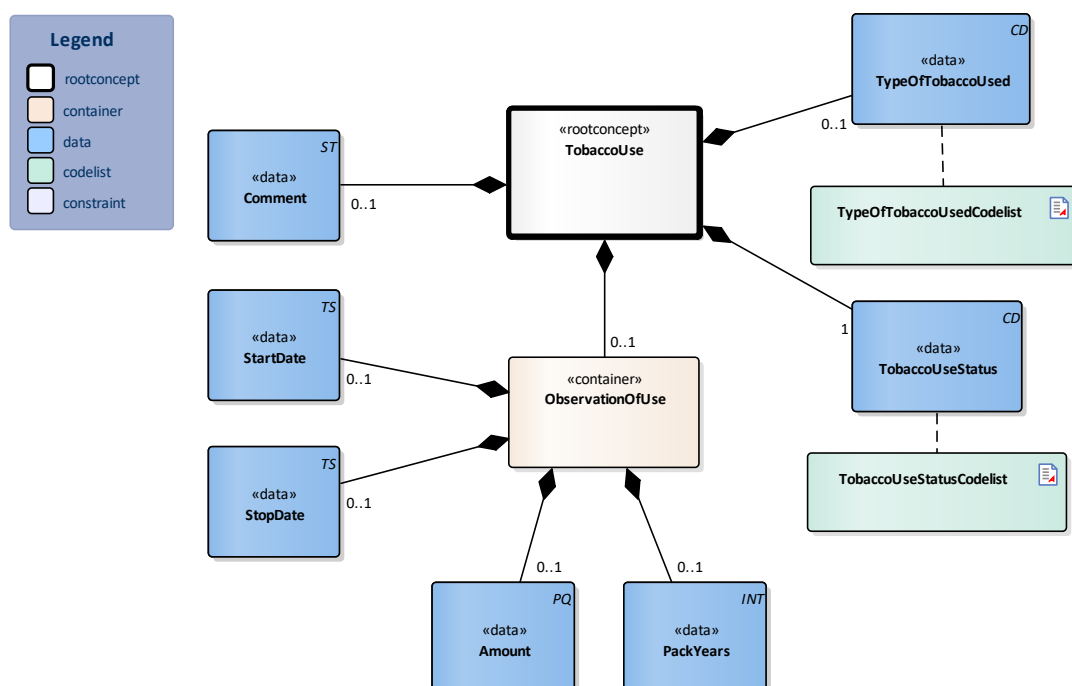 Legend
rootconcept
container
data
codelist
constraint
CD
«data»
TypeOfTobaccoUsed
0..1
«rootconcept»
TobaccoUse
ST
«data»
Comment
0..1
TypeOfTobaccoUsedCodelist
TS
«data»
StartDate
0..1
0..1
CD
«data»
TobaccoUseStatus
1
«container»
ObservationOfUse
TS
«data»
StopDate
0..1
TobaccoUseStatusCodelist
0..1
0..1
PQ
«data»
Amount
INT
«data»
PackYears